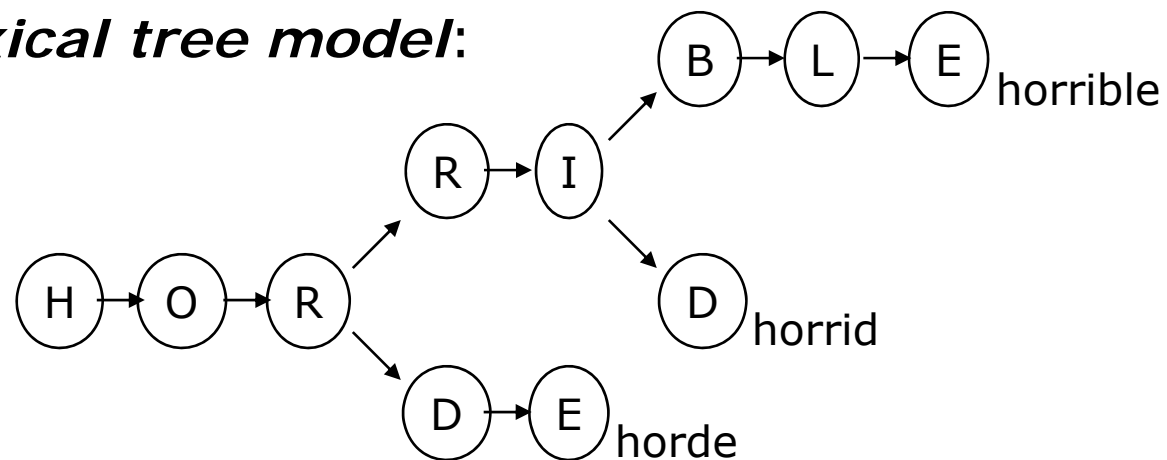 xical tree model:
B L E horrible
R I
H O R D horrid
D E horde